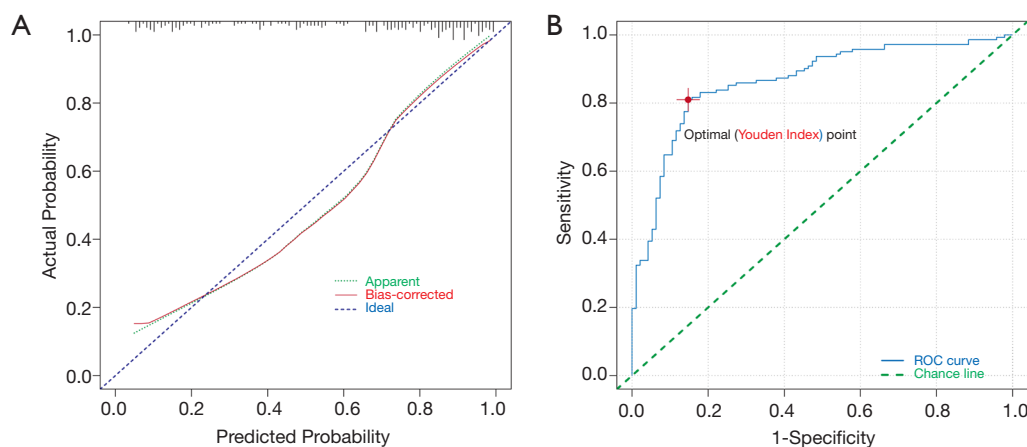 A
1.0
0.8
0.6
0.4
0.2
0.0
Actual Probability
Apparent
Bias-corrected
Ideal
0.0 0.2 0.4 0.6 0.8 1.0
Predicted Probability
B
1.0
0.8
0.6
0.4
0.2
0.0
Sensitivity
Optimal (Youden Index) point
ROC curve
Chance line
0.0 0.2 0.4 0.6 0.8 1.0
1-Specificity